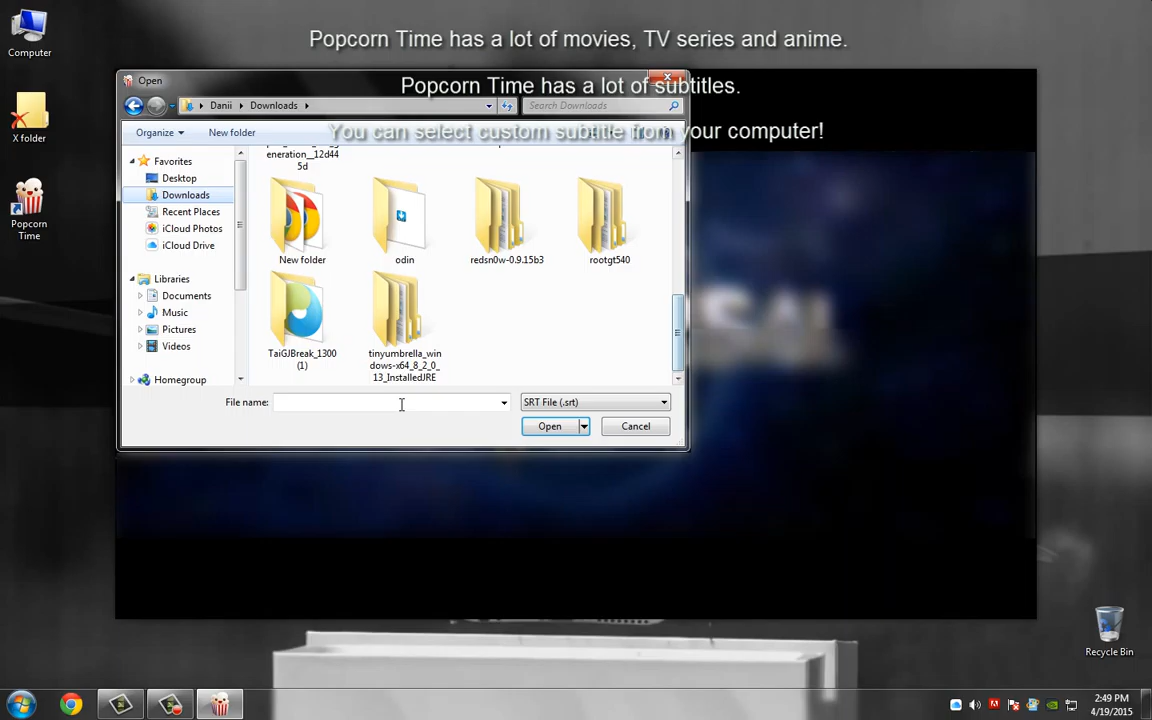 Popcorn Time has a lot of movies, TV series and anime.
Computer
Open
Popcorn Time has a lot of subtitles.
Danii
Downloads
Search Downloads
X folder
Organize
New folder
You can select custom subtitle from your computer!
eneration__12d44
5d
Favorites
Desktop
Downloads
Recent Places
iCloud Photos
iCloud Drive
Popcorn
Time
New folder
odin
redsn0w-0.9.15b3
rootgt540
Libraries
Documents
Music
Pictures
Videos
Homegroup
TaiGJBreak_1300
(1)
tinyumbrella_win
dows-x64_8_2_0_
13_InstalledJRE
File name:
SRT File (.srt)
Open
Cancel
Recycle Bin
2:49 PM
4/19/2015